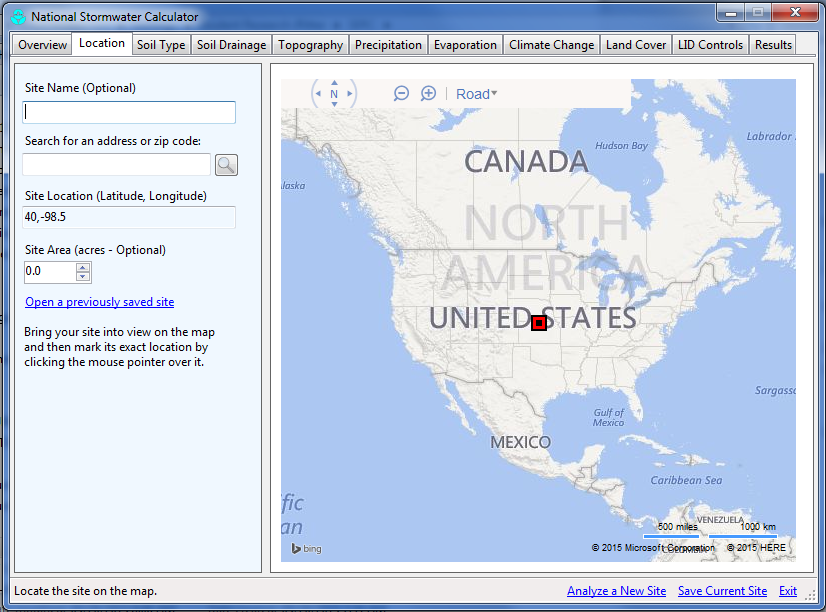 National Stormwater Calculator
Overview Location Soil Type Soil Drainage Topography Precipitation Evaporation Climate Change Land Cover LID Controls Results
Site Name (Optional)
Search for an address or zip code:
Site Location (Latitude, Longitude)
40,-98.5
Site Area (acres - Optional)
0.0
Open a previously saved site
Bring your site into view on the map
and then mark its exact location by
clicking the mouse pointer over it.
N
Road
Hudson Bay
Labrador
CANADA
laska
NORTH
AMERICA
UNITED STATES
Sargasso
Gulf of
Mexico
MEXICO
Caribbean Sea
fic
an
VENEZUELA
500 miles 1000 km
bing
© 2015 Microsoft Corporation © 2015 HERE
Locate the site on the map.
Analyze a New Site Save Current Site Exit